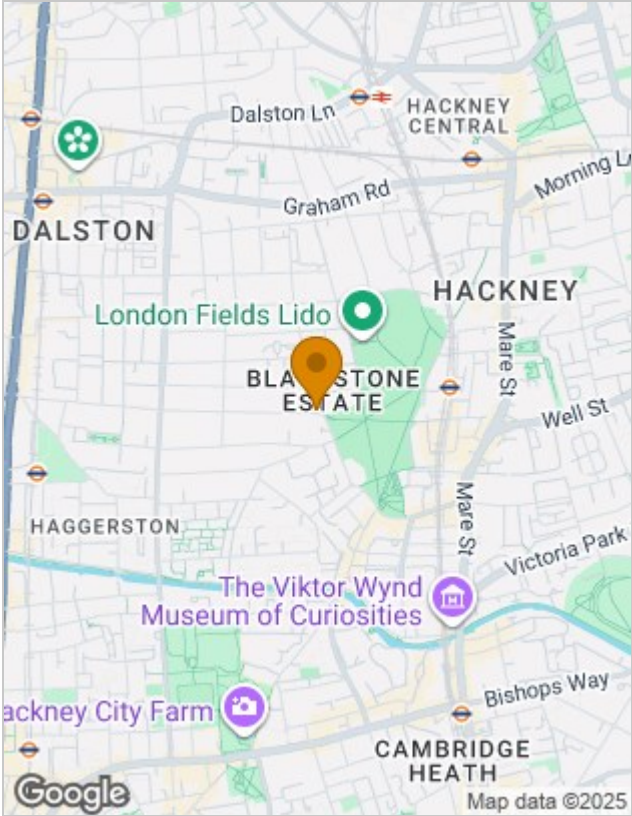 Dalston Ln
HACKNEY
CENTRAL
Morning L
Graham Rd
DALSTON
HACKNEY
London Fields Lido
Mare St
BLA STONE
ESTATE
Well St
HAGGERSTON
Mare St
Victoria Park
The Viktor Wynd
Museum of Curiosities
Bishops Way
ackney City Farm
CAMBRIDGE
HEATH
Google
Map data ©2025